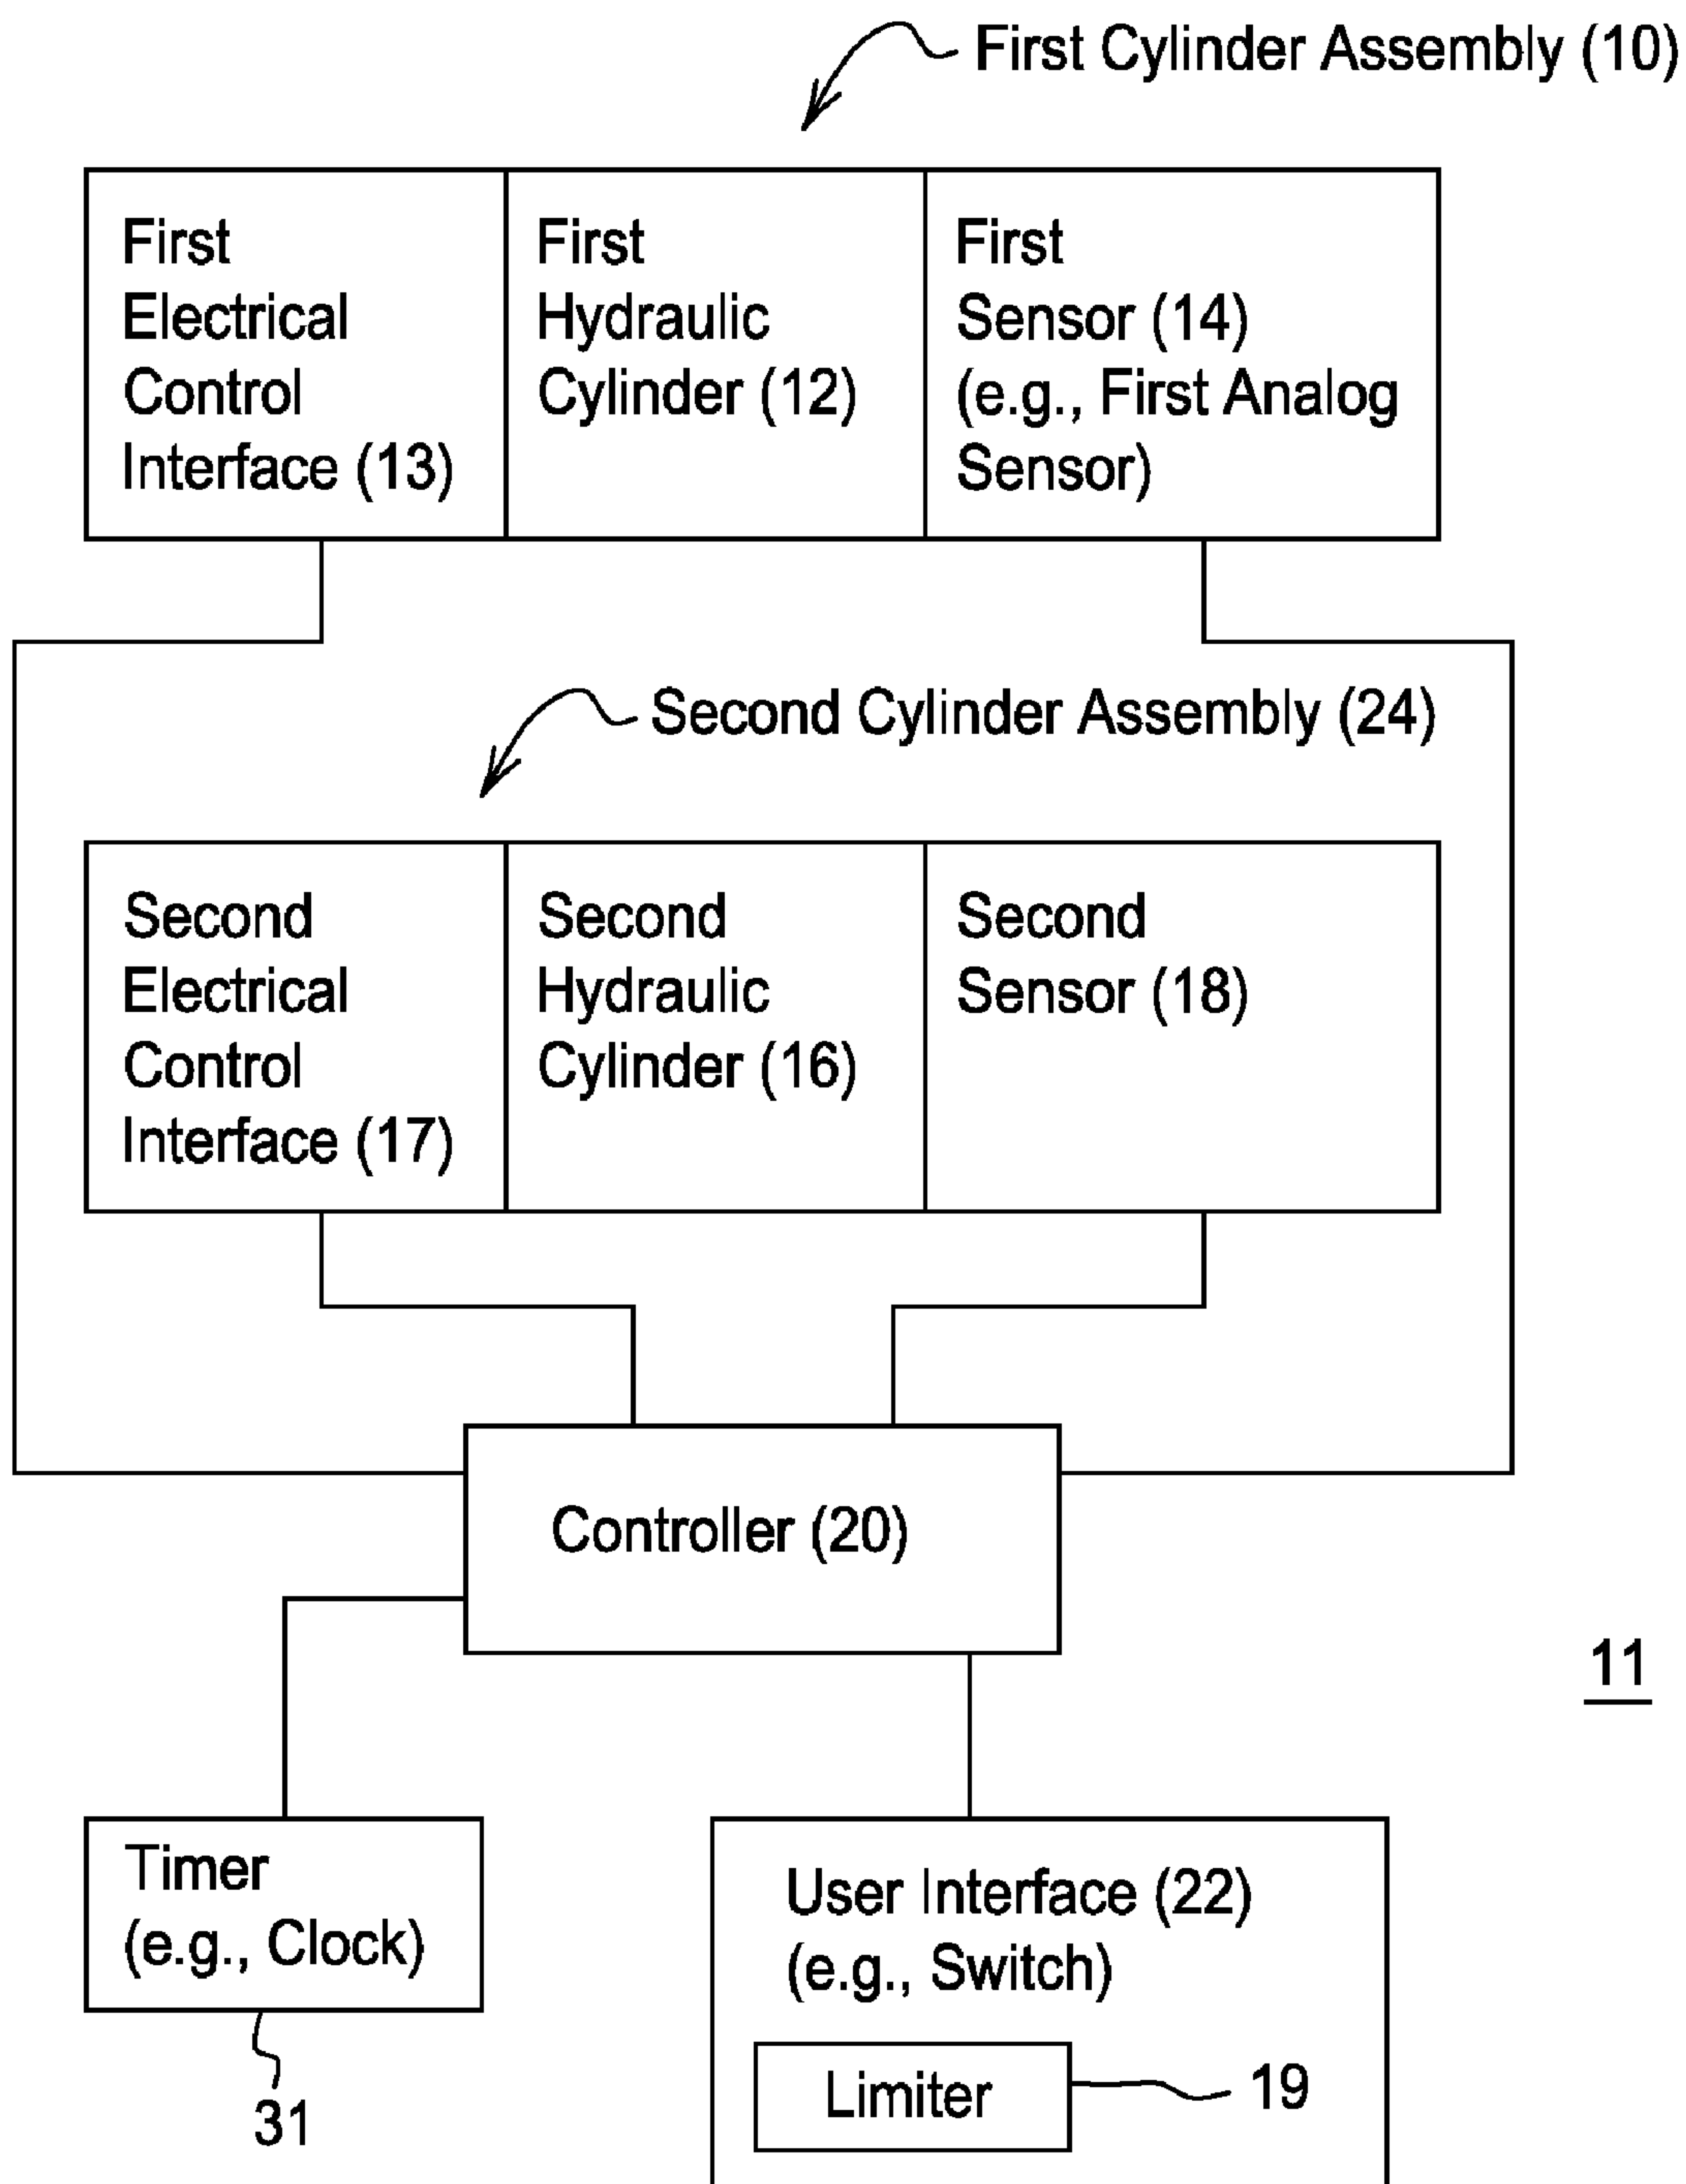 First Cylinder Assembly (10)
First
Electrical
Control
Interface (13)
First
Hydraulic
Cylinder (12)
First
Sensor (14)
(e.g., First Analog
Sensor)
Second Cylinder Assembly (24)
Second
Electrical
Control
Interface (17)
Second
Hydraulic
Cylinder (16)
Second
Sensor (18)
Controller (20)
11
Timer
(e.g., Clock)
31
User Interface (22)
(e.g., Switch)
Limiter
19